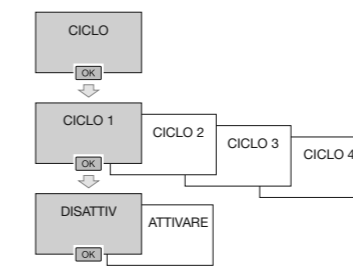 CICLO
OK
CICLO 1
CICLO 2
CICLO 3
CICLO 4
OK
DISATTIV
ATTIVARE
OK